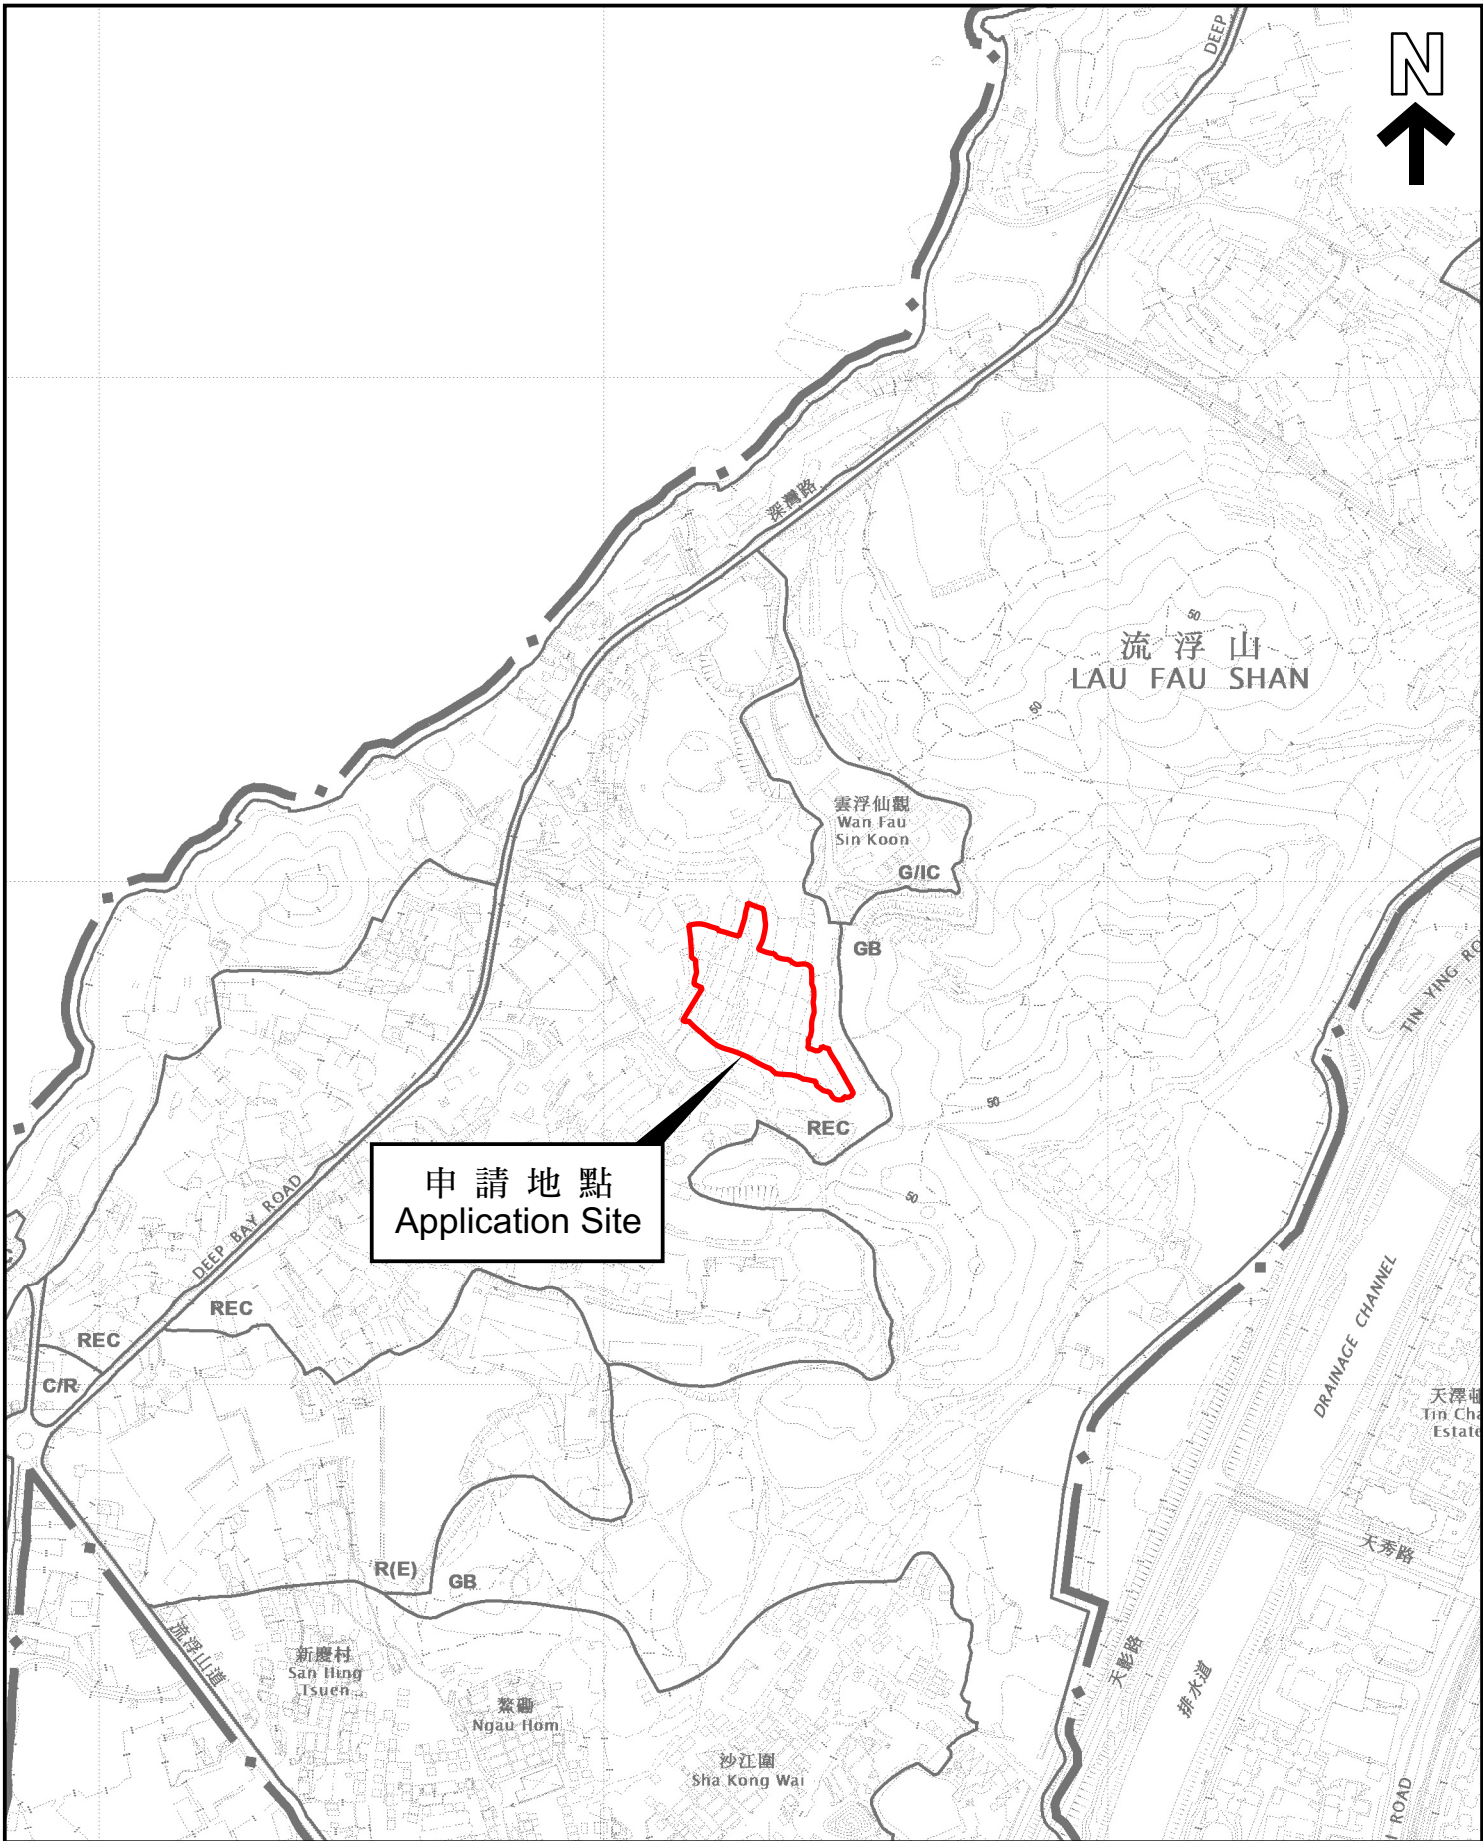 DEEP
N
深灣路
50
流浮山
LAU FAU SHAN
50
雲浮仙觀
Wan Fau
Sin Koon
G/IC
GB
TIN YING RO
50
REC
申請地點
Application Site
50
DEEP BAY ROAD
REC
REC
C/R
DRAINAGE CHANNEL
天澤邨
Tin Cha
Estate
天秀路
R(E)
GB
流浮山道
新慶村
San Hing
Tsuen
鰲磡
Ngau Hom
天影路
排水道
沙江圍
Sha Kong Wai
ROAD